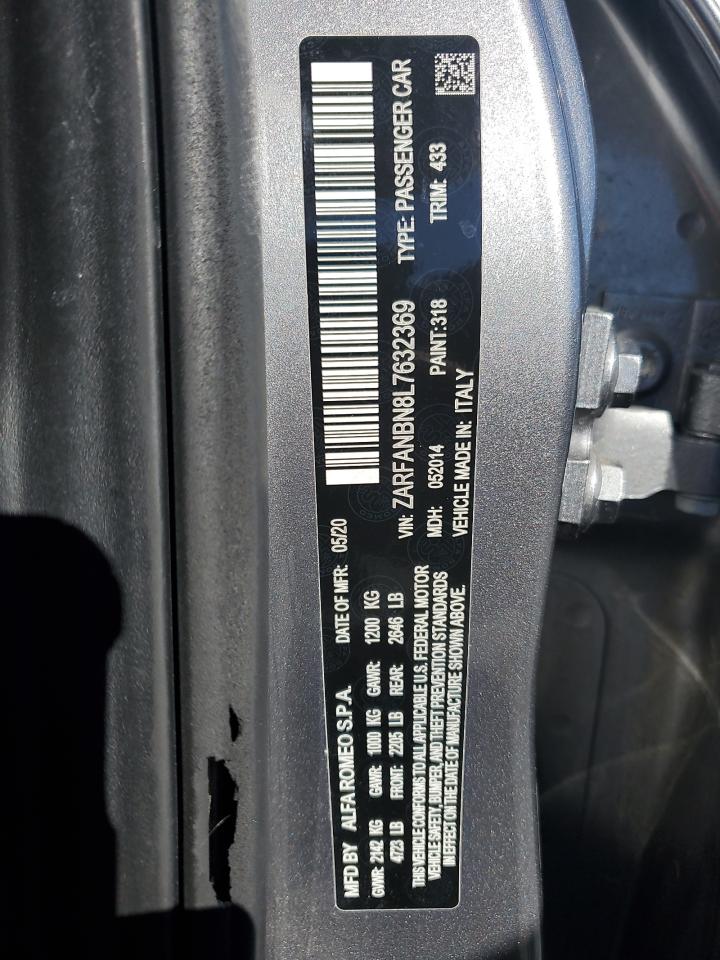 MFD BY ALFA ROMEO S.P.A. DATE OF MFR: 05/20
GVWR: 2142 KG GAWR: 1000 KG GAWR: 1200 KG
4723 LB FRONT: 2205 LB REAR: 2646 LB
THIS VEHICLE CONFORMS TO ALL APPLICABLE U.S. FEDERAL MOTOR
VEHICLE SAFETY, BUMPER, AND THEFT PREVENTION STANDARDS
IN EFFECT ON THE DATE OF MANUFACTURE SHOWN ABOVE.
VIN: ZARFANBN8L7632369 TYPE: PASSENGER CAR
MDH: 052014 PAINT:318 TRIM: 433
VEHICLE MADE IN: ITALY